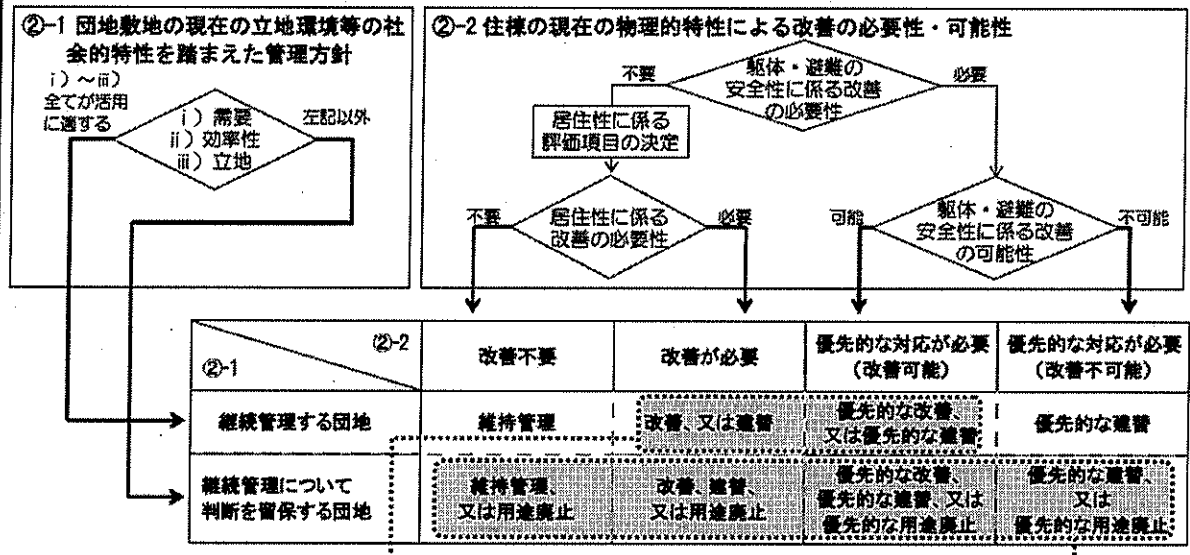 ②-1 団地敷地の現在の立地環境等の社
会的特性を踏まえた管理方針
ⅰ）～ⅲ）
全てが活用
に適する
ⅰ）需要
ⅱ）効率性
ⅲ）立地
左記以外
②-2 住棟の現在の物理的特性による改善の必要性・可能性
不要
躯体・避難の
安全性に係る改善
の必要性
必要
居住性に係る
評価項目の決定
不要
居住性に係る
改善の必要性
必要
可能
躯体・避難の
安全性に係る改善
の可能性
不可能
②-2
②-1
改善不要
改善が必要
優先的な対応が必要
（改善可能）
優先的な対応が必要
（改善不可能）
継続管理する団地
維持管理
改善、又は建替
優先的な改善、
又は優先的な建替
優先的な建替
継続管理について
判断を留保する団地
維持管理、
又は用途廃止
改善、建替、
又は用途廃止
優先的な改善、
優先的な建替、又は
優先的な用途廃止
優先的な建替、
又は
優先的な用途廃止